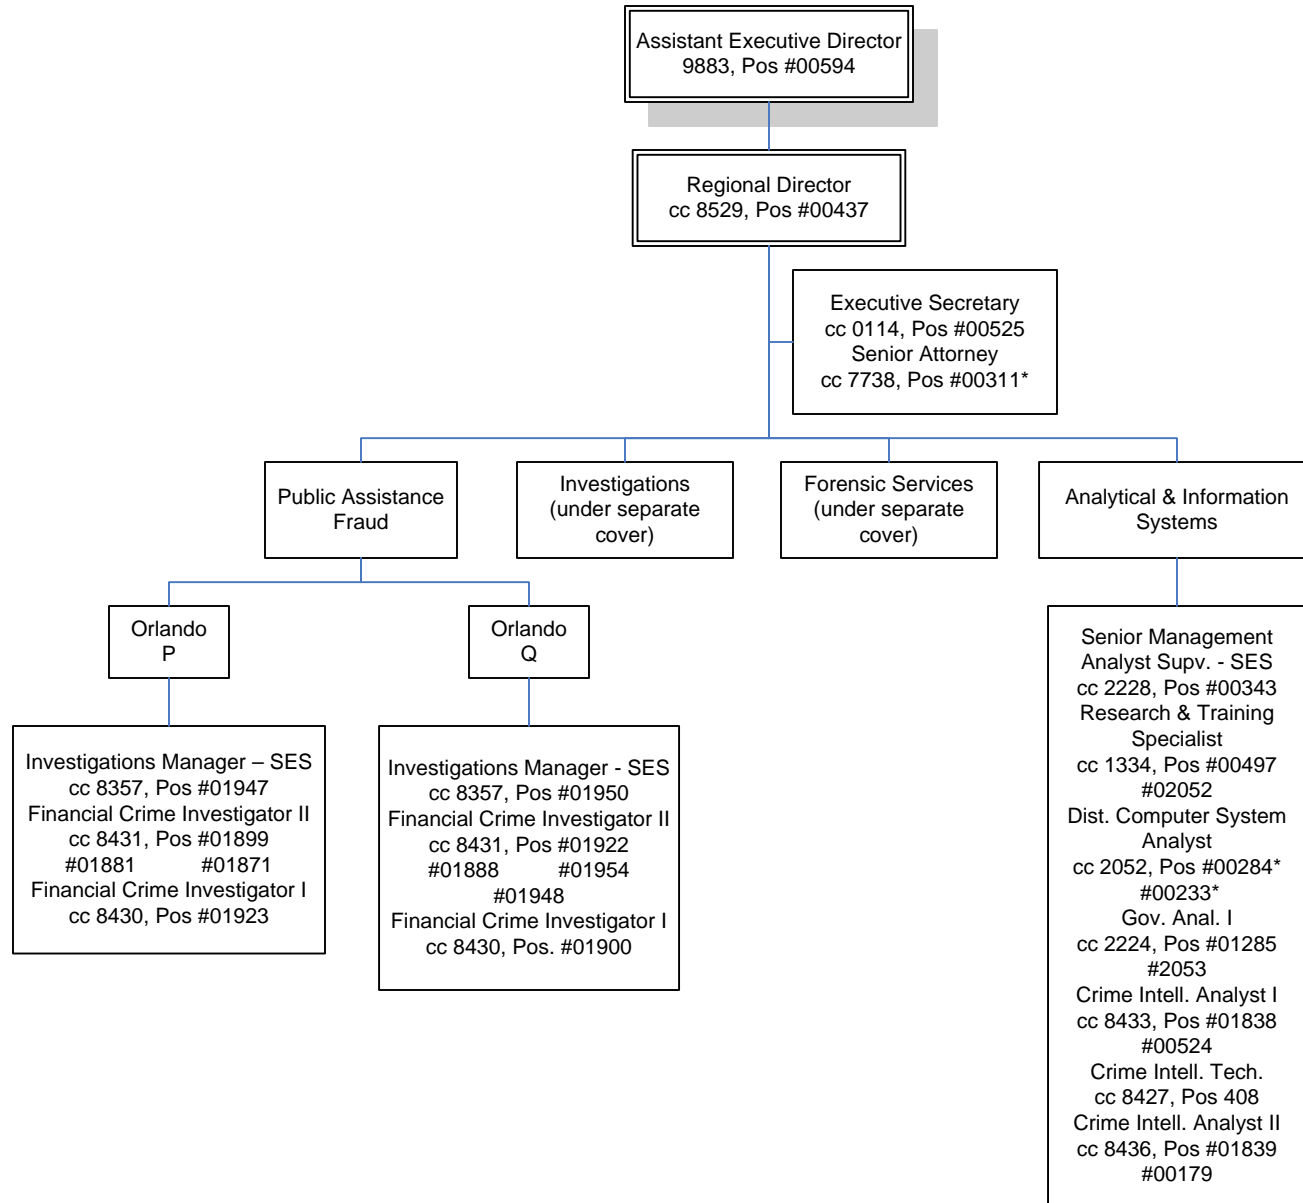 Assistant Executive Director
9883, Pos #00594
Regional Director
cc 8529, Pos #00437
Executive Secretary
cc 0114, Pos #00525
Senior Attorney
cc 7738, Pos #00311*
Public Assistance
Fraud
Investigations
(under separate
cover)
Forensic Services
(under separate
cover)
Analytical & Information
Systems
Orlando
P
Orlando
Q
Investigations Manager – SES
cc 8357, Pos #01947
Financial Crime Investigator II
cc 8431, Pos #01899
#01881 #01871
Financial Crime Investigator I
cc 8430, Pos #01923
Investigations Manager - SES
cc 8357, Pos #01950
Financial Crime Investigator II
cc 8431, Pos #01922
#01888 #01954
#01948
Financial Crime Investigator I
cc 8430, Pos. #01900
Senior Management
Analyst Supv. - SES
cc 2228, Pos #00343
Research & Training
Specialist
cc 1334, Pos #00497
#02052
Dist. Computer System
Analyst
cc 2052, Pos #00284*
#00233*
Gov. Anal. I
cc 2224, Pos #01285
#2053
Crime Intell. Analyst I
cc 8433, Pos #01838
#00524
Crime Intell. Tech.
cc 8427, Pos 408
Crime Intell. Analyst II
cc 8436, Pos #01839
#00179